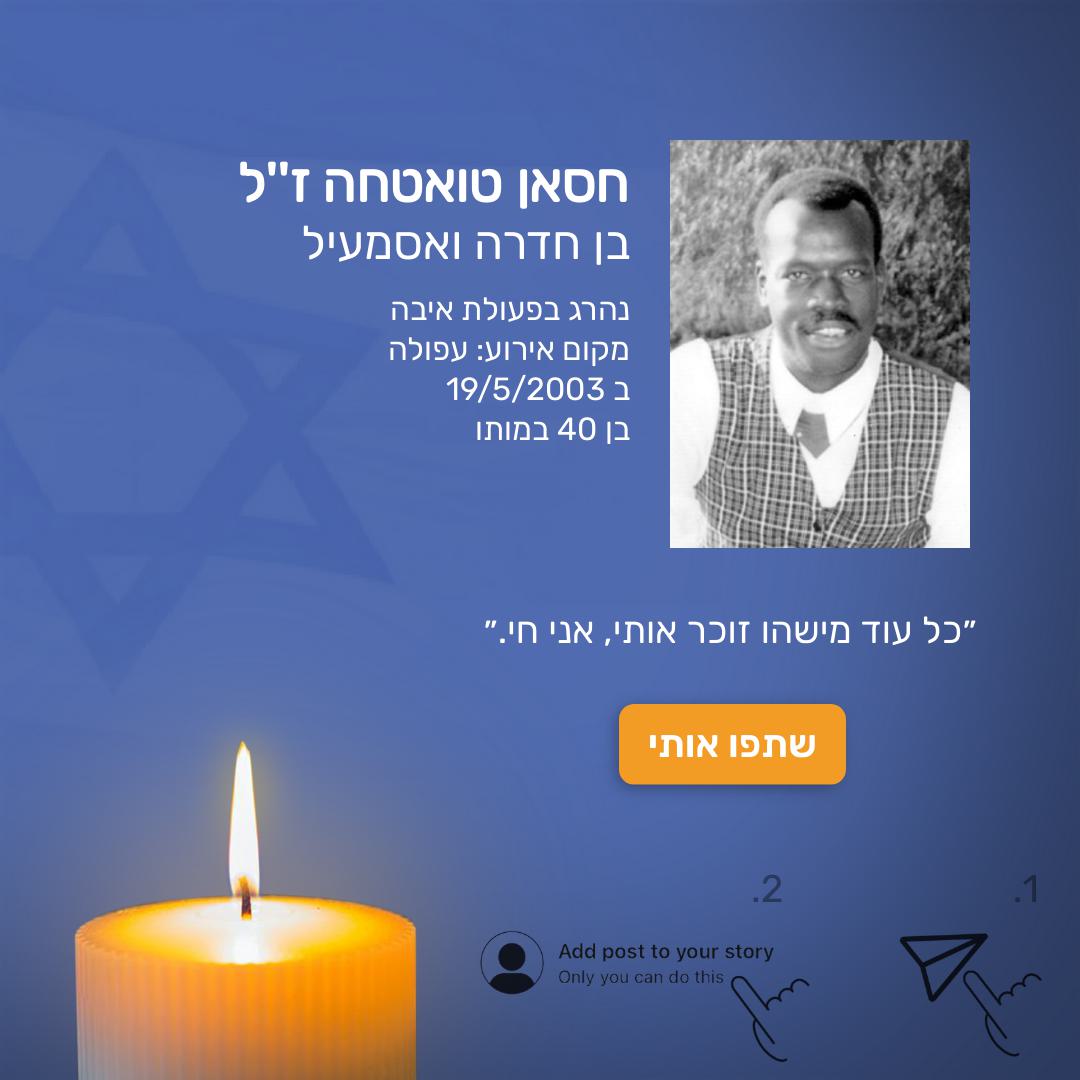 חסאן טואטחה ז"ל
בן חדרה ואסמעיל
נהרג בפעולת איבה
מקום אירוע: עפולה
ב 19/5/2003
בן 40 במותו
״כל עוד מישהו זוכר אותי, אני חי.״
שתפו אותי
1.
2.
Add post to your story
Only you can do this